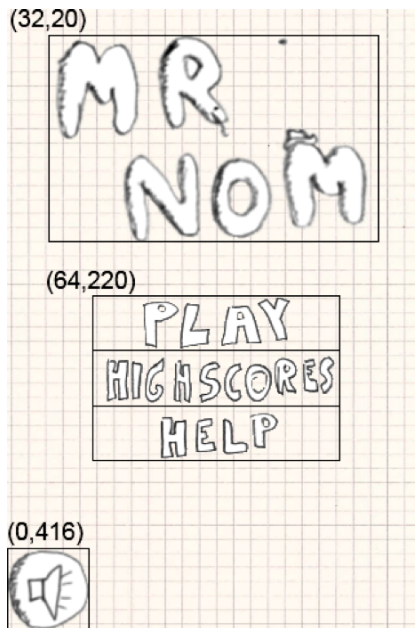 (32,20)
MR
NOM
(64,220)
PLAY
HIGHSCORES
HELP
(0,416)